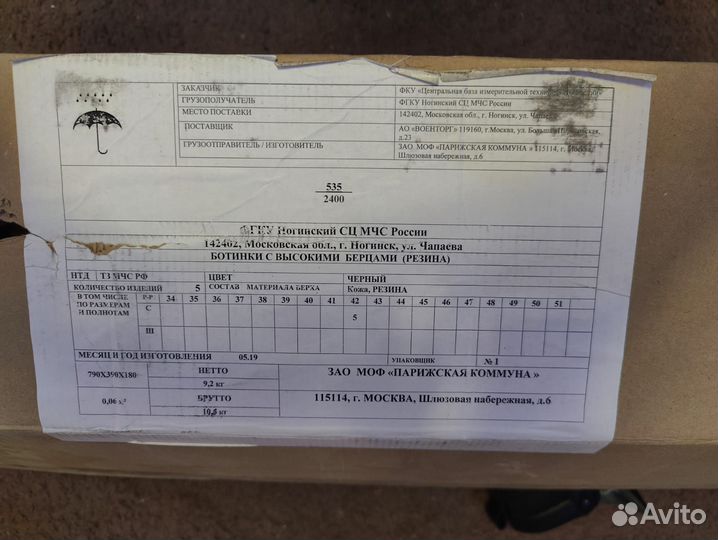 ЗАКАЗЧИК ФКУ «Центральная база измерительной техники
ГРУЗОПОЛУЧАТЕЛЬ ФГКУ Ногинский СЦ МЧС России
МЕСТО ПОСТАВКИ 142402, Московская обл., г. Ногинск, ул. Чапаева
ПОСТАВЩИК АО «ВОЕНТОРГ» 119160, г.Москва, ул. Большая
д.23
ГРУЗООТПРАВИТЕЛЬ / ИЗГОТОВИТЕЛЬ ЗАО МОФ «ПАРИЖСКАЯ КОММУНА » 115114, г. Москва,
Шлюзовая набережная, д.6
535
2400
ФГКУ Ногинский СЦ МЧС России
142402, Московская обл., г. Ногинск, ул. Чапаева
БОТИНКИ С ВЫСОКИМИ БЕРЦАМИ (РЕЗИНА)
НТД ТЗ МЧС РФ ЦВЕТ ЧЕРНЫЙ
КОЛИЧЕСТВО ИЗДЕЛИЙ 5 СОСТАВ МАТЕРИАЛА ВЕРХА Кожа, РЕЗИНА
В ТОМ ЧИСЛЕ ПО РАЗМЕРАМ И ПОЛНОТАМ Р-Р 34 35 36 37 38 39 40 41 42 43 44 45 46 47 48 49 50 51
С 5
Ш
МЕСЯЦ И ГОД ИЗГОТОВЛЕНИЯ 05.19 УПАКОВЩИК № 1
790Х390Х180 НЕТТО ЗАО МОФ «ПАРИЖСКАЯ КОММУНА »
9,2 кг
0,06 БРУТТО 115114, г. МОСКВА, Шлюзовая набережная, д.6
10,6 кг
Avito